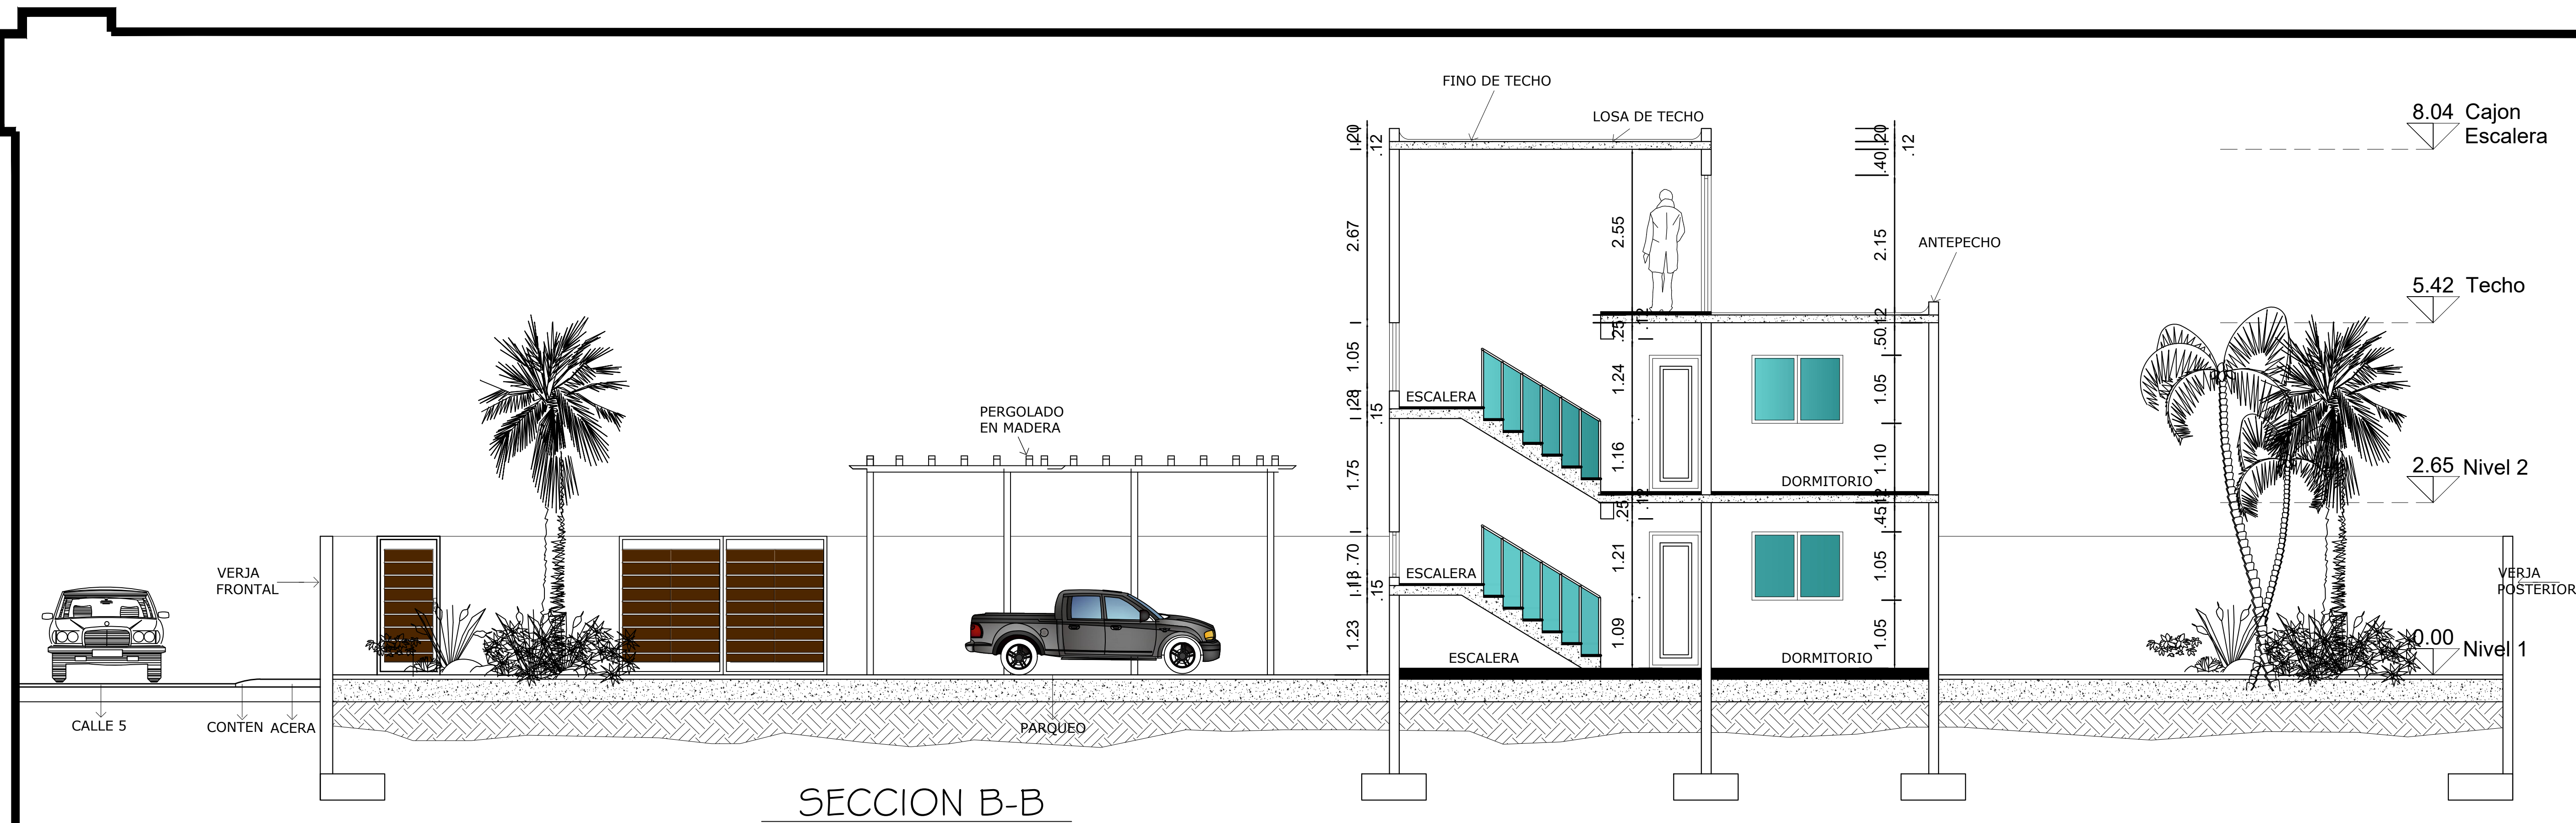 FINO DE TECHO
LOSA DE TECHO
8.04 Cajon
Escalera
.20
.12
.20
.12
.40
2.67
2.55
2.15
ANTEPECHO
5.42 Techo
.12
.25
.12
.50
1.05
1.24
1.05
.28
.15
ESCALERA
PERGOLADO
EN MADERA
1.75
1.16
1.10
DORMITORIO
2.65 Nivel 2
.12
.25
.12
.45
.70
1.21
1.05
.15
ESCALERA
VERJA
FRONTAL
VERJA
POSTERIOR
1.23
1.09
1.05
ESCALERA
DORMITORIO
0.00 Nivel 1
CALLE 5
CONTEN
ACERA
PARQUEO
SECCION B-B